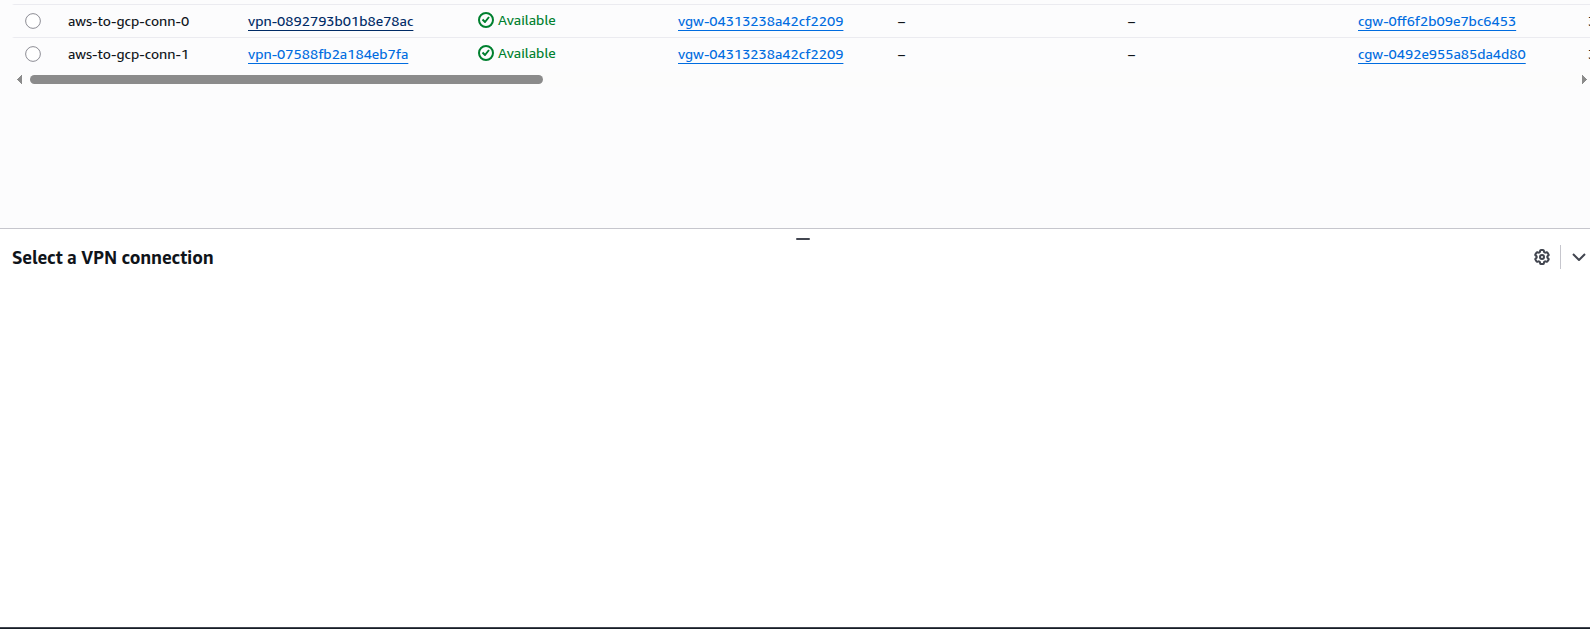 aws-to-gcp-conn-0 vpn-0892793b01b8e78ac Available vgw-04313238a42cf2209 – – cgw-0ff6f2b09e7bc6453
aws-to-gcp-conn-1 vpn-07588fb2a184eb7fa Available vgw-04313238a42cf2209 – – cgw-0492e955a85da4d80
Select a VPN connection